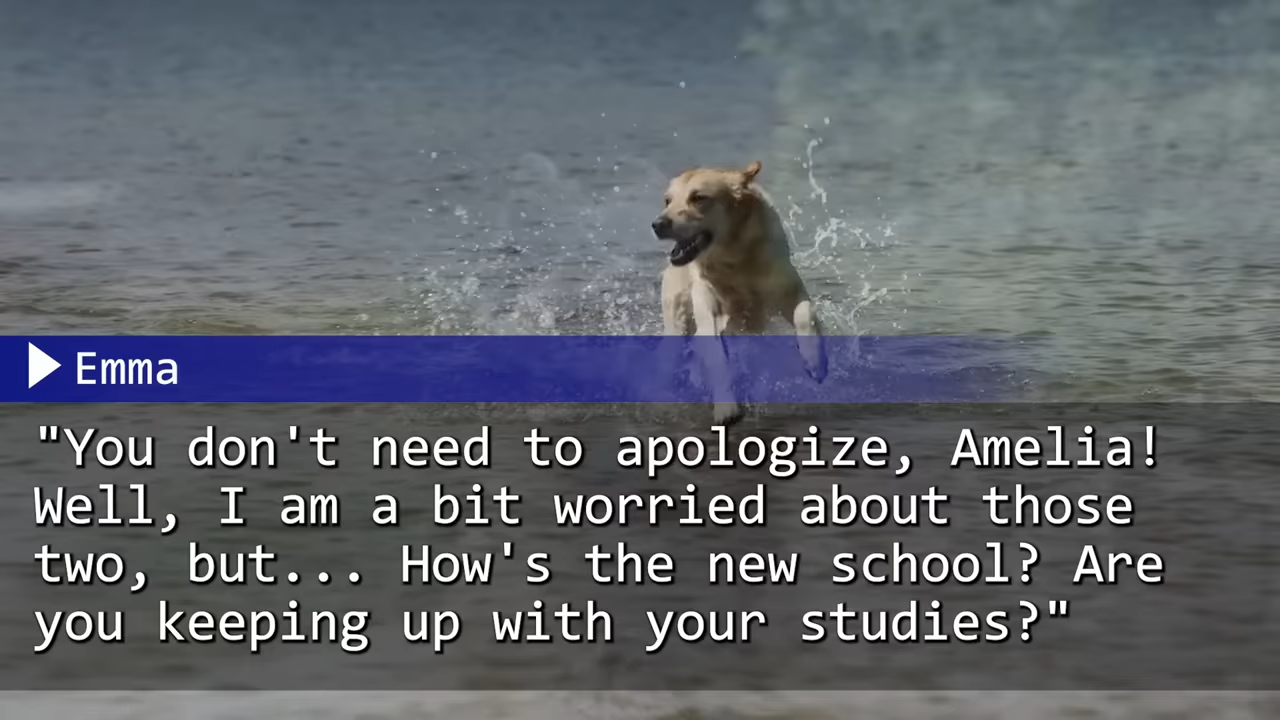 Emma
"You don't need to apologize, Amelia!
Well, I am a bit worried about those
two, but... How's the new school? Are
you keeping up with your studies?"